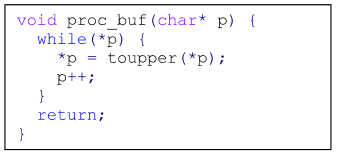 void proc_buf(char* p) {
  while(*p) {
    *p = toupper(*p);
    p++;
  }
  return;
}